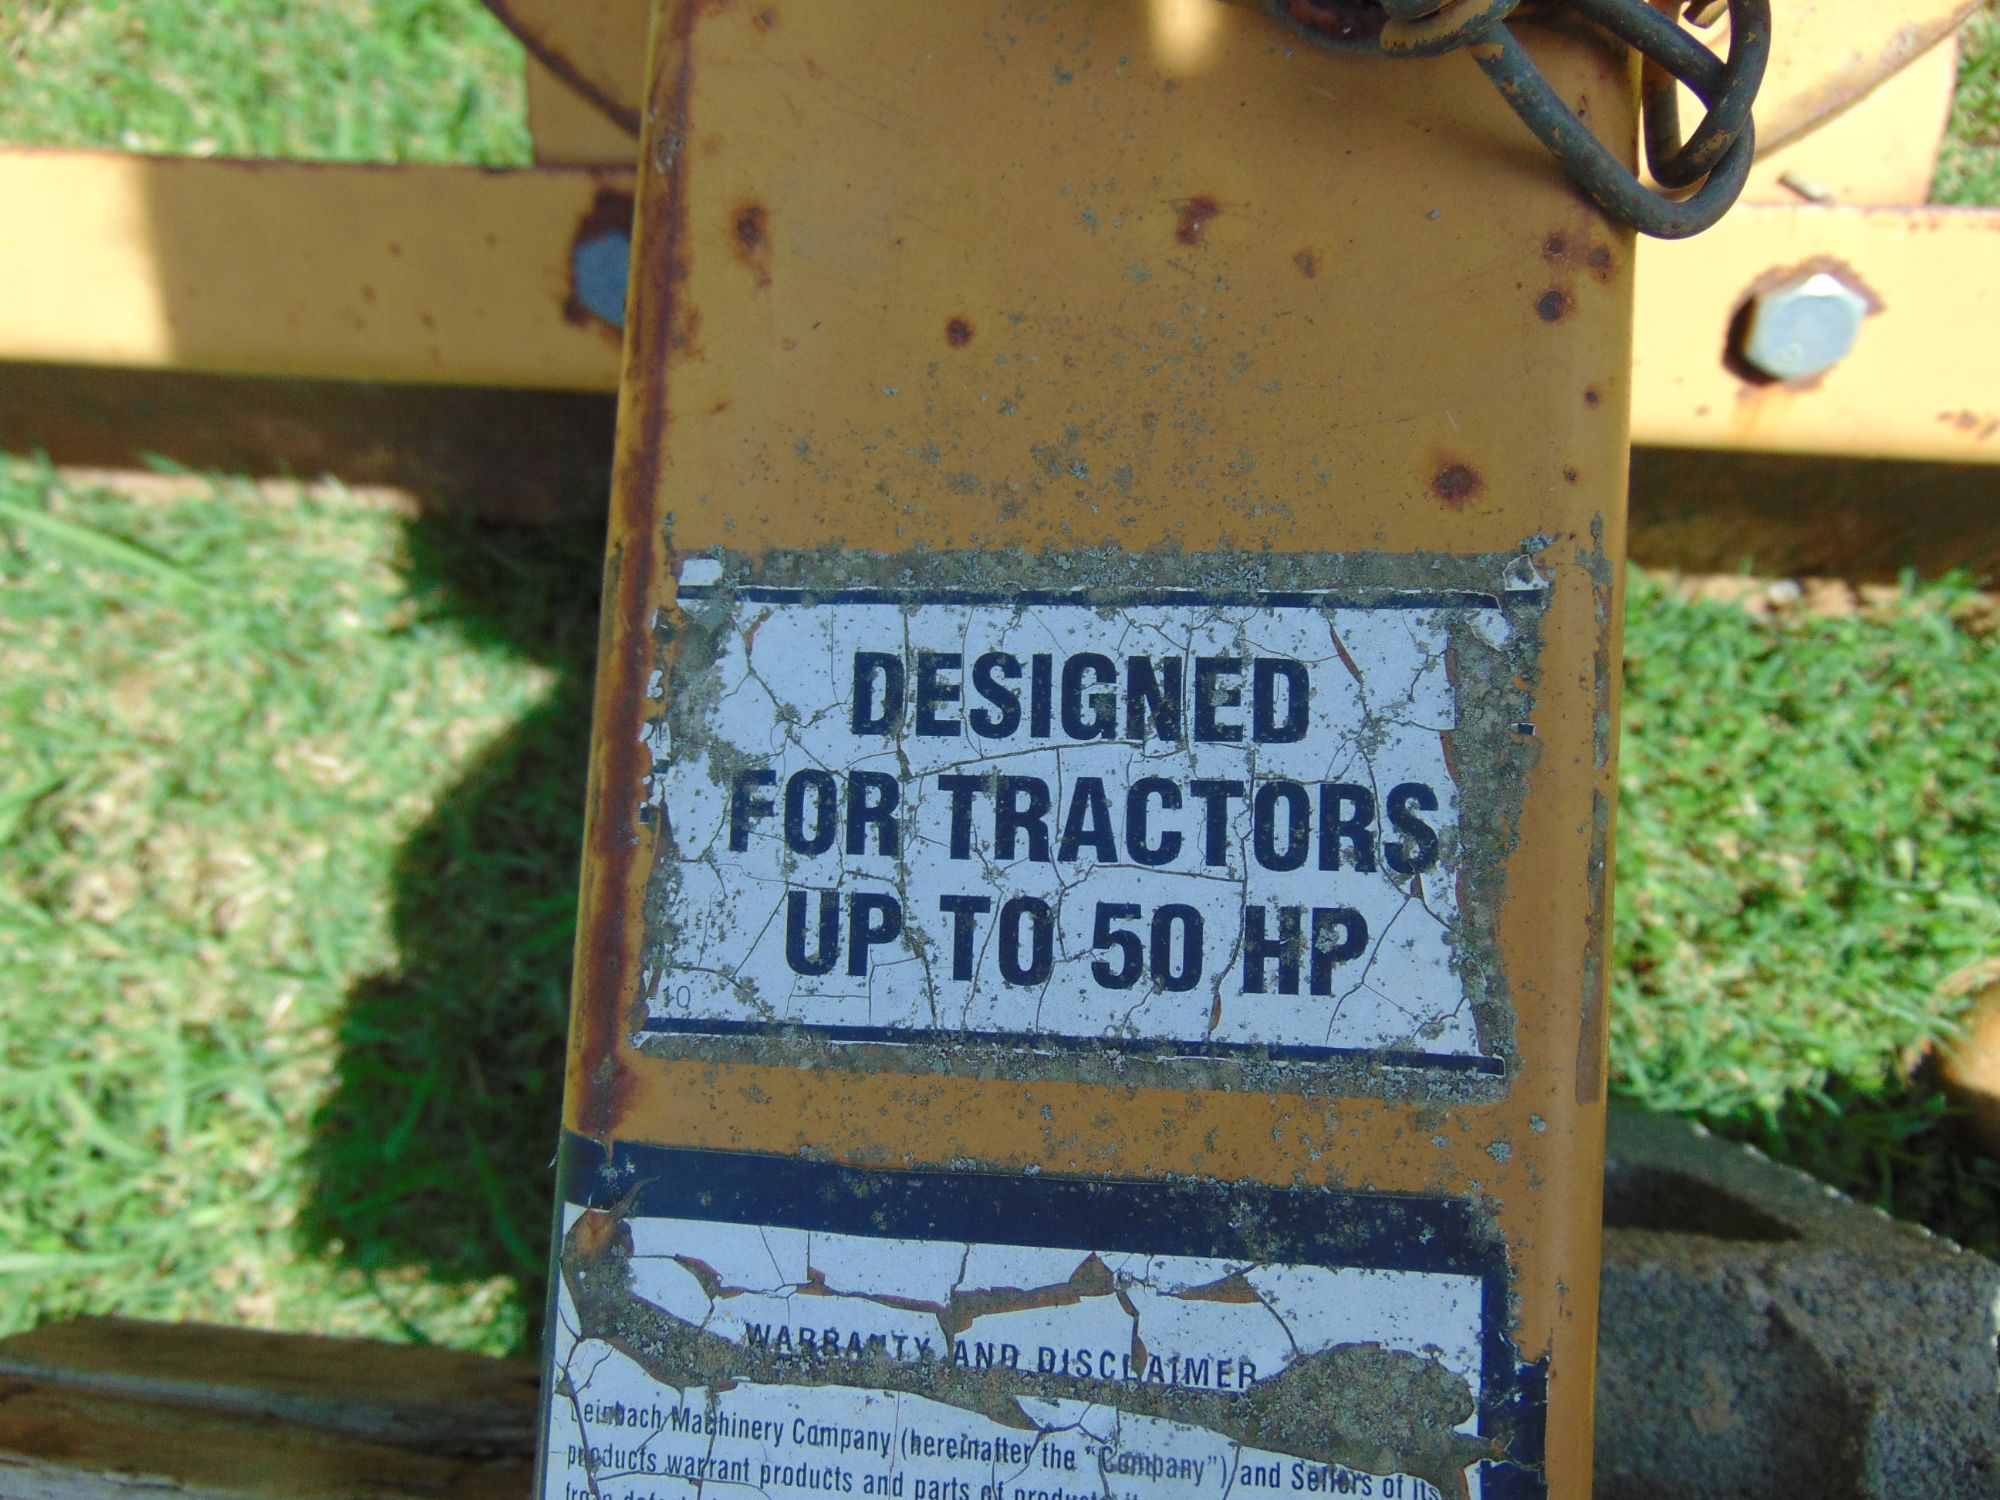 DESIGNED
FOR TRACTORS
UP TO 50 HP
WARRANTY AND DISCLAIMER
Leinbach Machinery Company (hereinafter the "Company") and Sellers of its
products warrant products and parts of